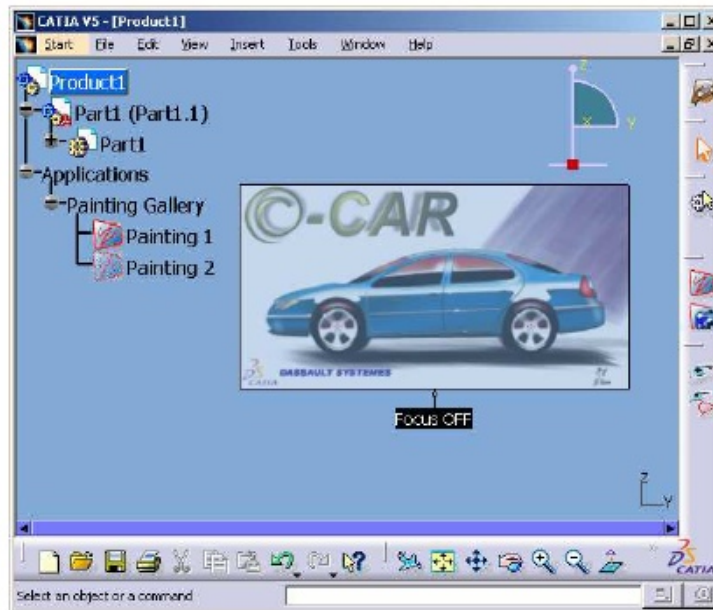 CATIA V5 - [Product1]
Start File Edit View Insert Tools Window Help
Product1
Part1 (Part1.1)
Part1
Applications
Painting Gallery
Painting 1
Painting 2
Z
X Y
©-CAR
CATIA
DASSAULT SYSTEMES
Focus OFF
Z
Y
CATIA
Select an object or a command